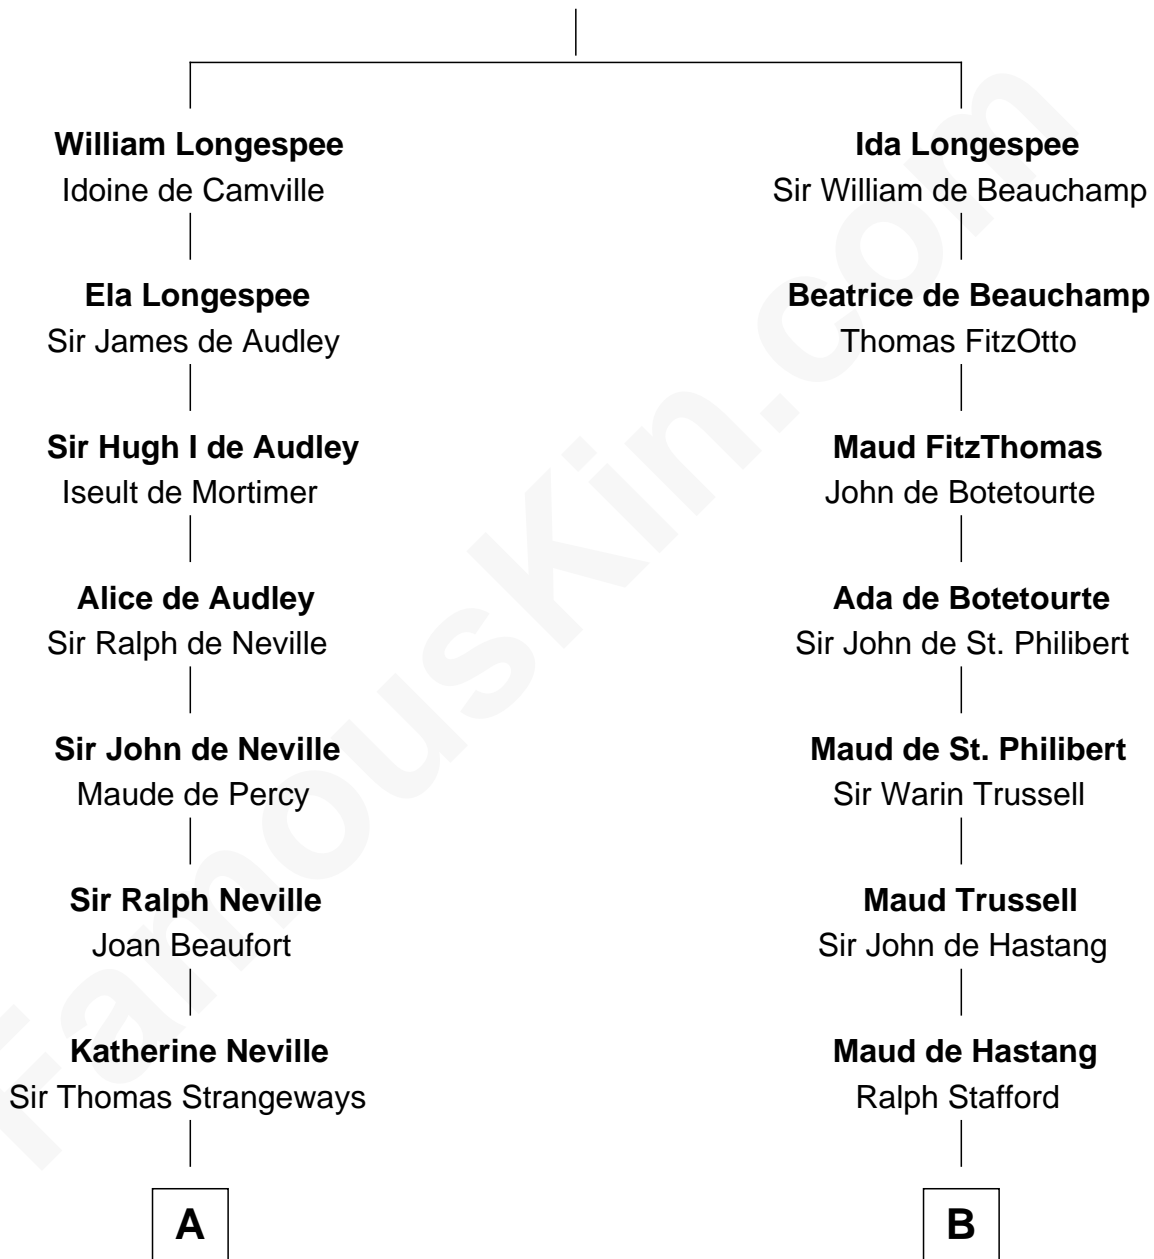 William Longespee
Idoine de Camville
Ela Longespee
Sir James de Audley
Sir Hugh I de Audley
Iseult de Mortimer
Alice de Audley
Sir Ralph de Neville
Sir John de Neville
Maude de Percy
Sir Ralph Neville
Joan Beaufort
Katherine Neville
Sir Thomas Strangeways
A
Ida Longespee
Sir William de Beauchamp
Beatrice de Beauchamp
Thomas FitzOtto
Maud FitzThomas
John de Botetourte
Ada de Botetourte
Sir John de St. Philibert
Maud de St. Philibert
Sir Warin Trussell
Maud Trussell
Sir John de Hastang
Maud de Hastang
Ralph Stafford
B
FamousKin.com